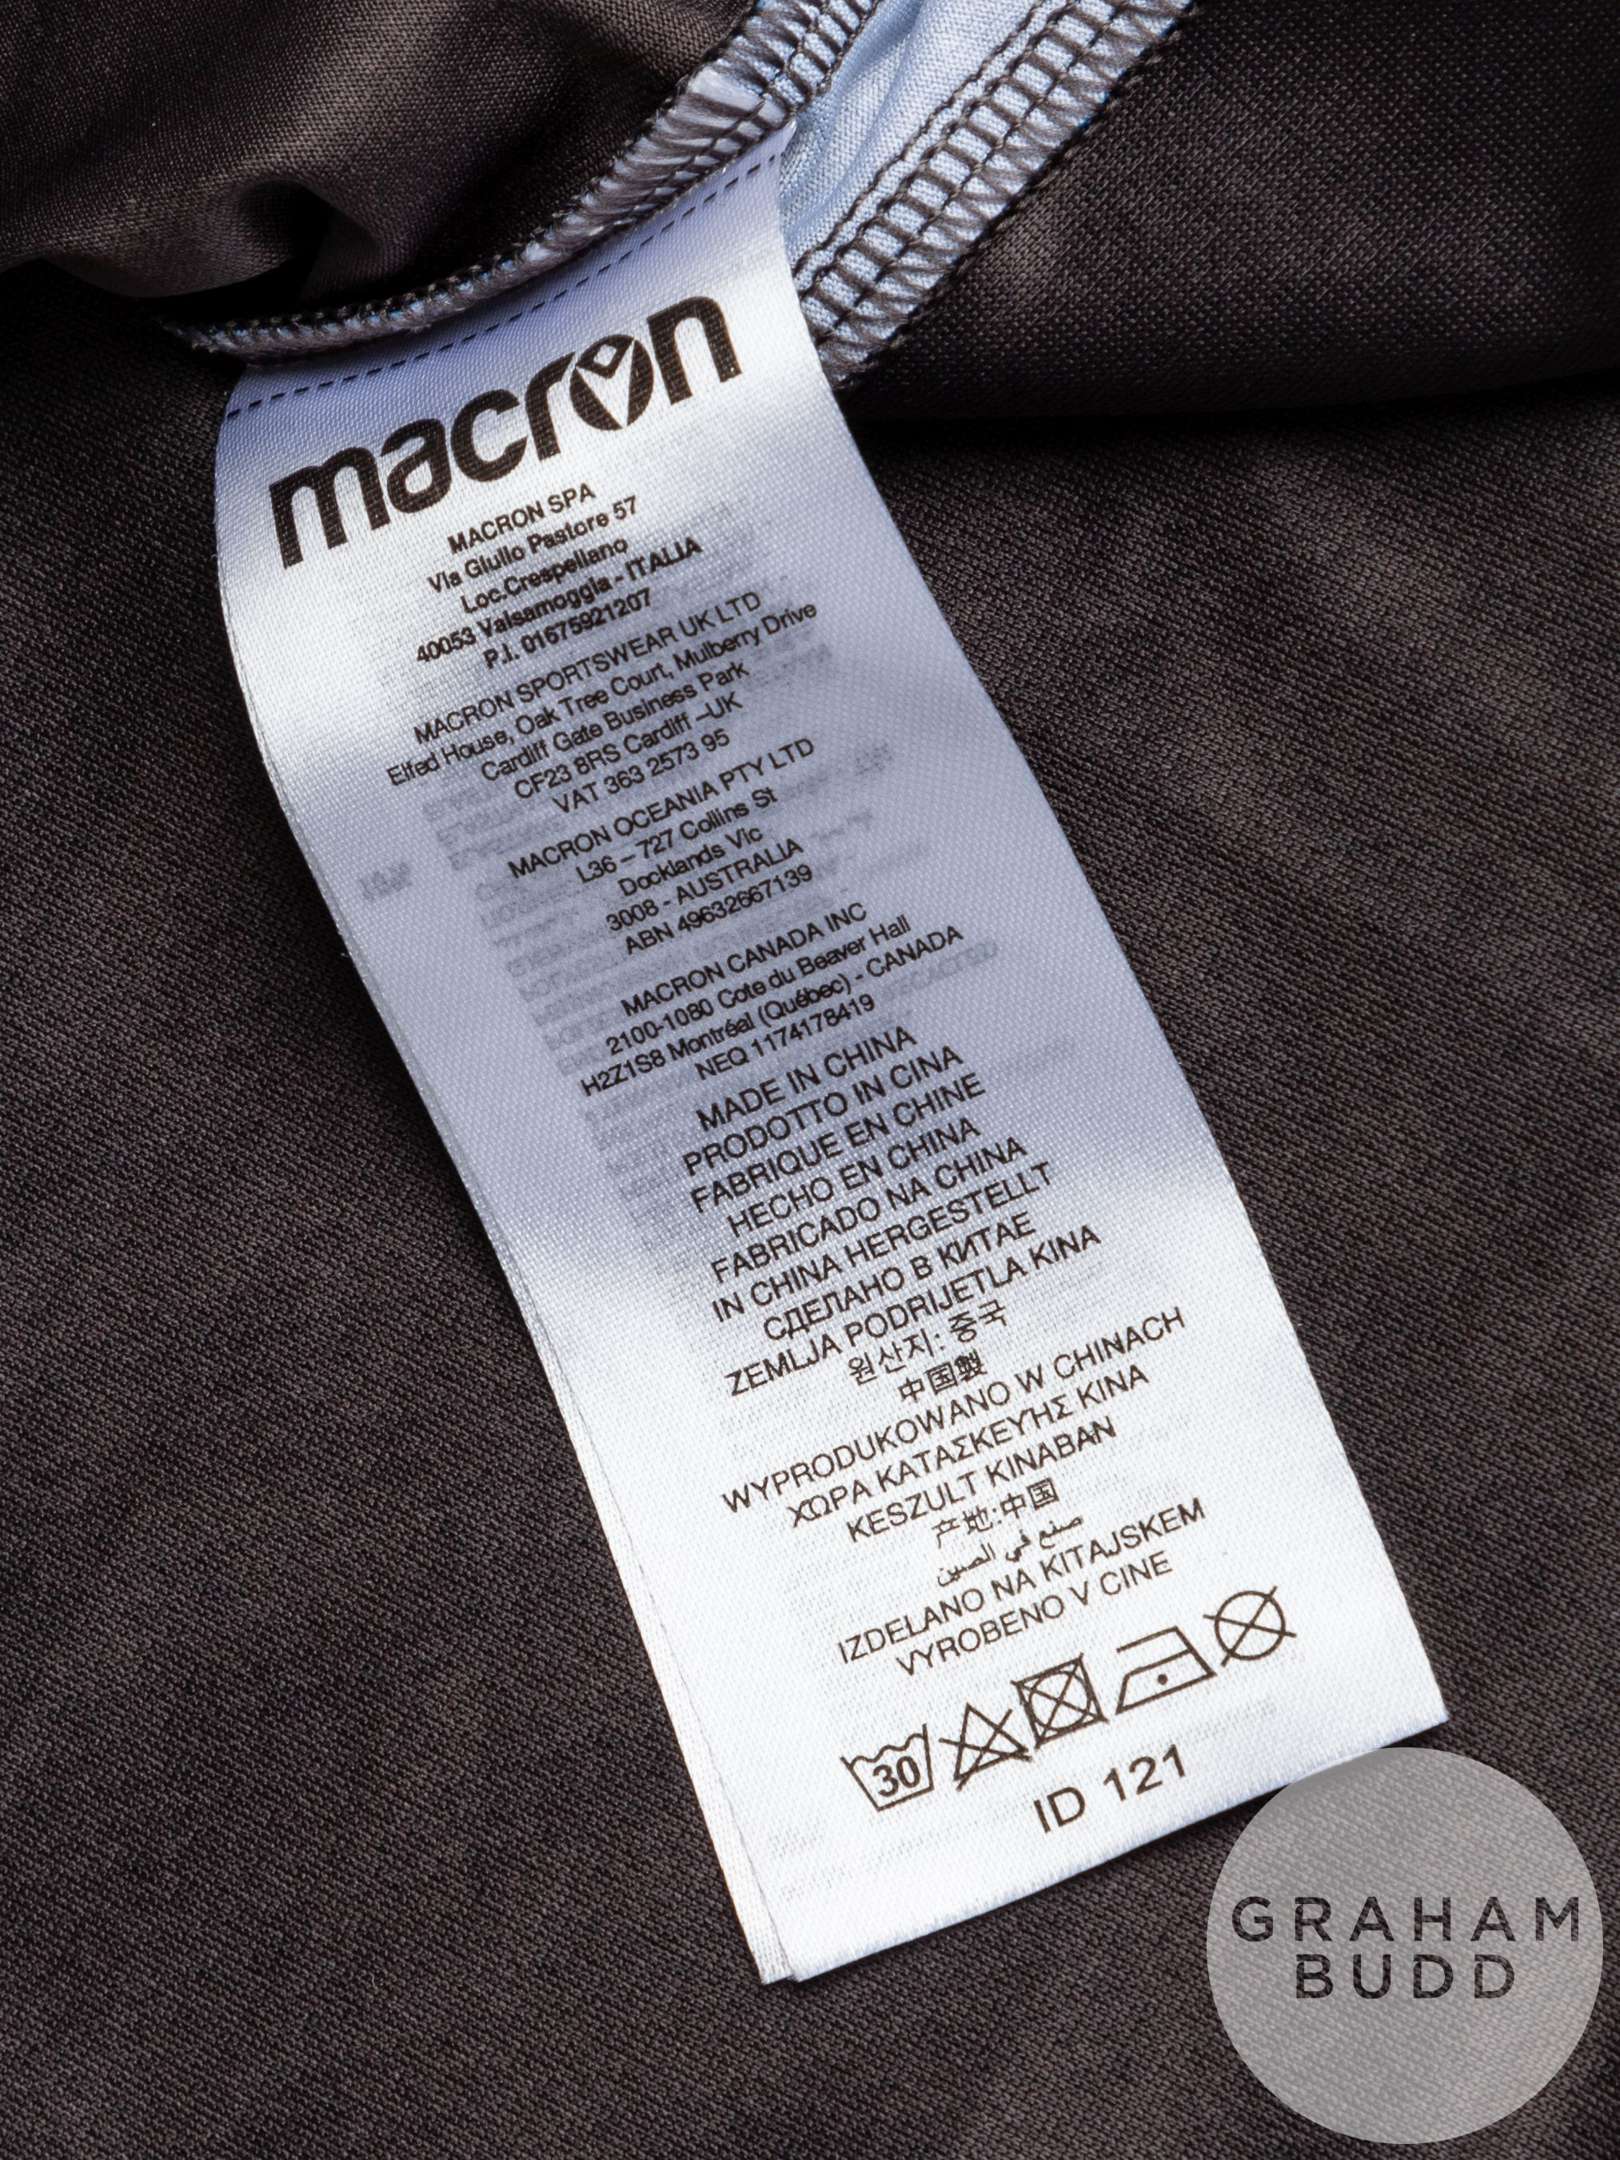 macron
MACRON SPA
Via Giulio Pastore 57
Loc.Crespellano
40053 Valsamoggia - ITALIA
P.I. 01675921207
MACRON SPORTSWEAR UK LTD
Elfed House, Oak Tree Court, Mulberry Drive
Cardiff Gate Business Park
CF23 8RS Cardiff –UK
VAT 363 2573 95
MACRON OCEANIA PTY LTD
L36 – 727 Collins St
Docklands Vic
3008 - AUSTRALIA
ABN 49632667139
MACRON CANADA INC
2100-1080 Cote du Beaver Hall
H2Z1S8 Montréal (Québec) - CANADA
NEQ 1174178419
MADE IN CHINA
PRODOTTO IN CINA
FABRIQUE EN CHINE
HECHO EN CHINA
FABRICADO NA CHINA
IN CHINA HERGESTELLT
СДЕЛАНО В КИТАЕ
ZEMLJA PODRIJETLA KINA
원산지: 중국
中国製
WYPRODUKOWANO W CHINACH
ΧΩΡΑ ΚΑΤΑΣΚΕΥΉΣ ΚΙΝΑ
KESZULT KINABAN
产地:中国
صنع في الصين
IZDELANO NA KITAJSKEM
VYROBENO V CINE
30
ID 121
GRAHAM
BUDD